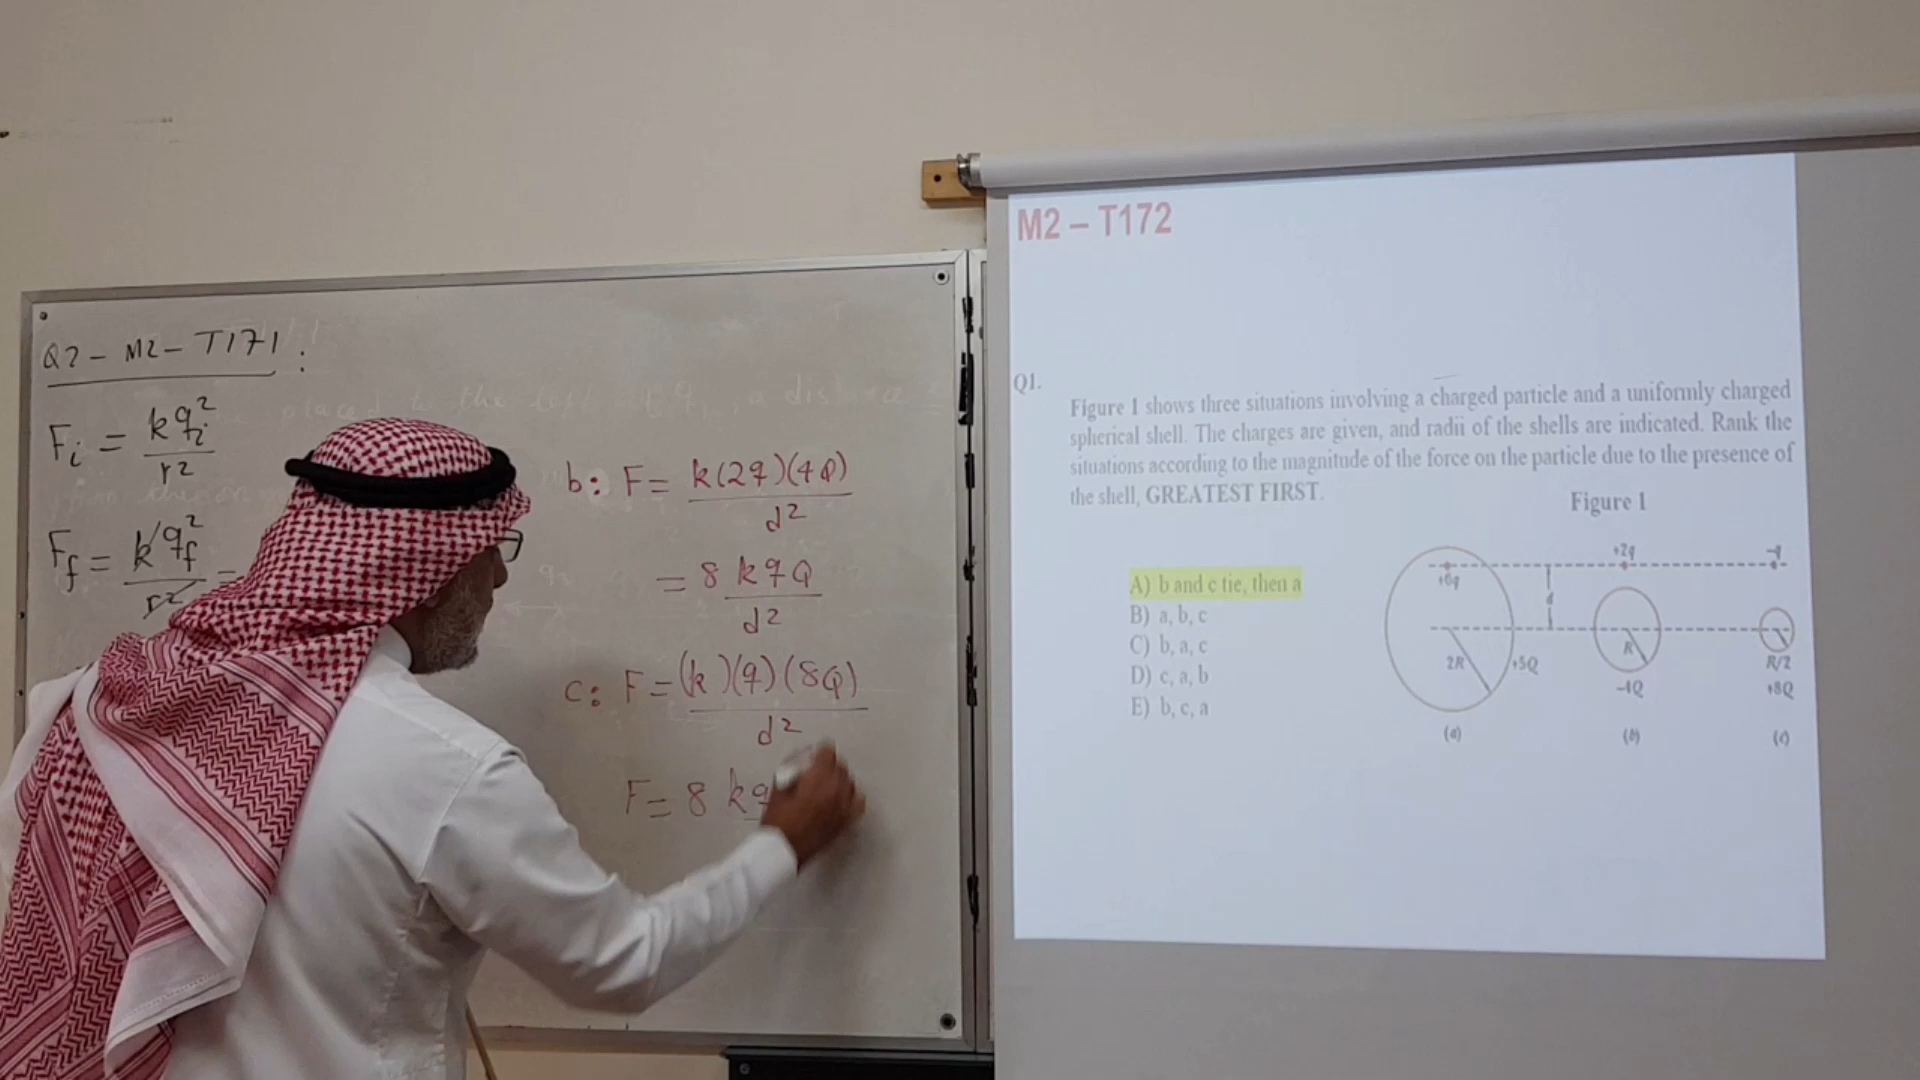 Q2 - M2 - T171 :
Fi = kqi²
r²
Ff = kqf²
r²
=
b: F = k(2q)(4Q)
d²
= 8 kqQ
d²
c: F = (k)(q)(8Q)
d²
F = 8 kq
M2 – T172
Q1.
Figure 1 shows three situations involving a charged particle and a uniformly charged
spherical shell. The charges are given, and radii of the shells are indicated. Rank the
situations according to the magnitude of the force on the particle due to the presence of
the shell, GREATEST FIRST.
Figure 1
A) b and c tie, then a
B) a, b, c
C) b, a, c
D) c, a, b
E) b, c, a
+6q
+2q
-q
d
2R
+5Q
R
-4Q
R/2
+8Q
(a)
(b)
(c)